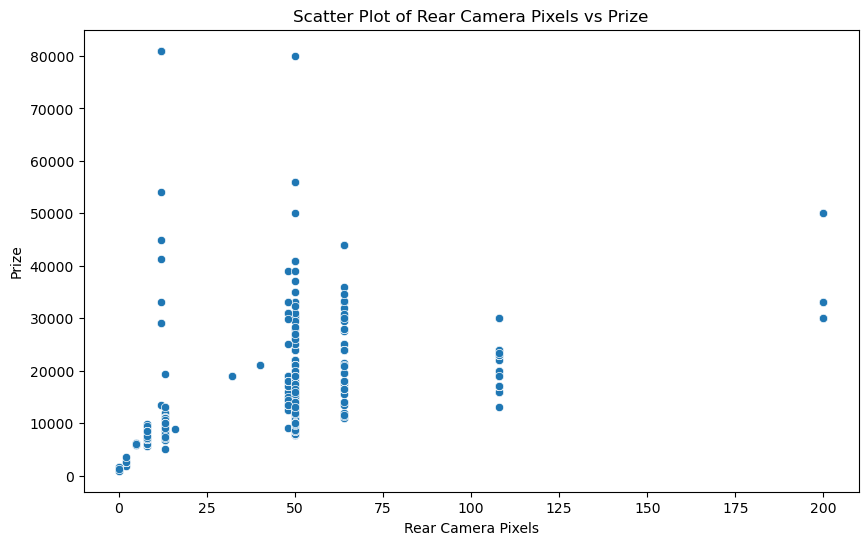 Scatter Plot of Rear Camera Pixels vs Prize
80000
70000
60000
50000
40000
30000
20000
10000
0
Prize
0 25 50 75 100 125 150 175 200
Rear Camera Pixels